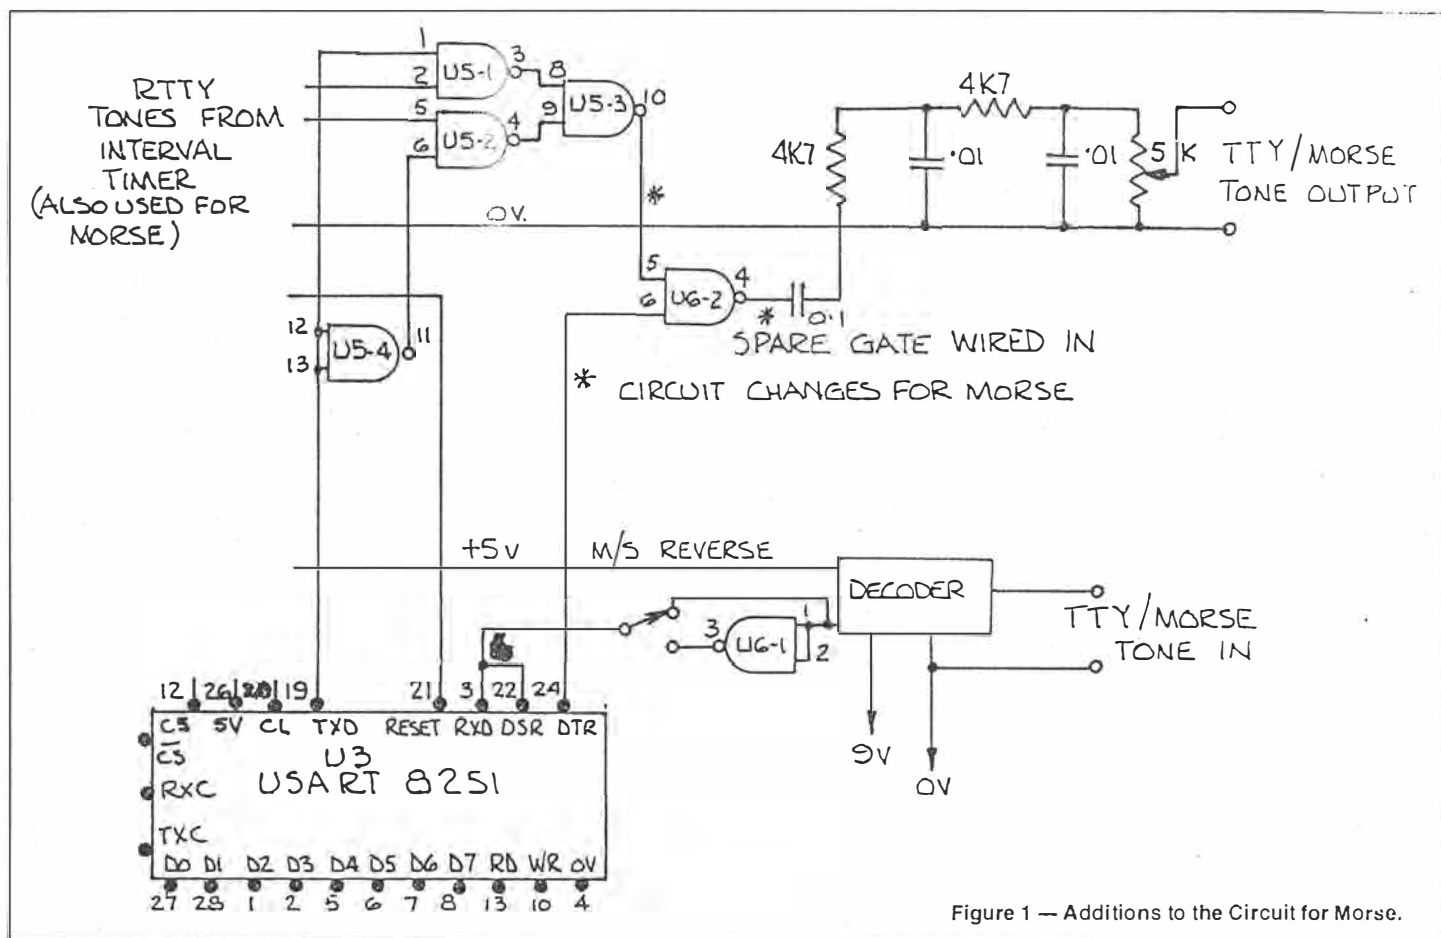 1
2
U5-1
3
RTTY
TONES FROM
INTERVAL
TIMER
(ALSO USED FOR
MORSE)
5
6
U5-2
4
8
9
U5-3
10
*
0V.
4K7
4K7
.01
.01
5 K
TTY/MORSE
TONE OUTPUT
5
6
U6-2
4
*
0.1
SPARE GATE WIRED IN
* CIRCUIT CHANGES FOR MORSE
12
13
U5-4
11
+5V
M/S REVERSE
DECODER
TTY/MORSE
TONE IN
3
U6-1
1
2
9V
0V
12 26 20 19 21 3 22 24
CS 5V CL TXD RESET RXD DSR DTR
CS
U3
USART 8251
RXC
TXC
D0 D1 D2 D3 D4 D5 D6 D7 RD WR 0V
27 28 1 2 5 6 7 8 13 10 4
Figure 1 — Additions to the Circuit for Morse.